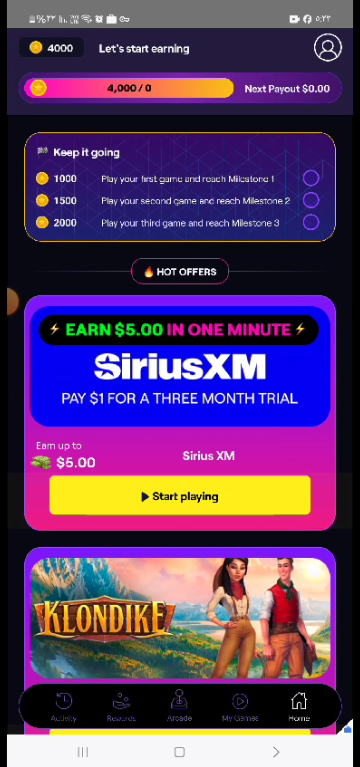 ٠٥:٢٣
4000
Let's start earning
4,000 / 0
Next Payout $0.00
Keep it going
1000 Play your first game and reach Milestone 1
1500 Play your second game and reach Milestone 2
2000 Play your third game and reach Milestone 3
HOT OFFERS
EARN $5.00 IN ONE MINUTE
SiriusXM
PAY $1 FOR A THREE MONTH TRIAL
Earn up to
$5.00
Sirius XM
Start playing
KLONDIKE
Activity
Rewards
Arcade
My Games
Home